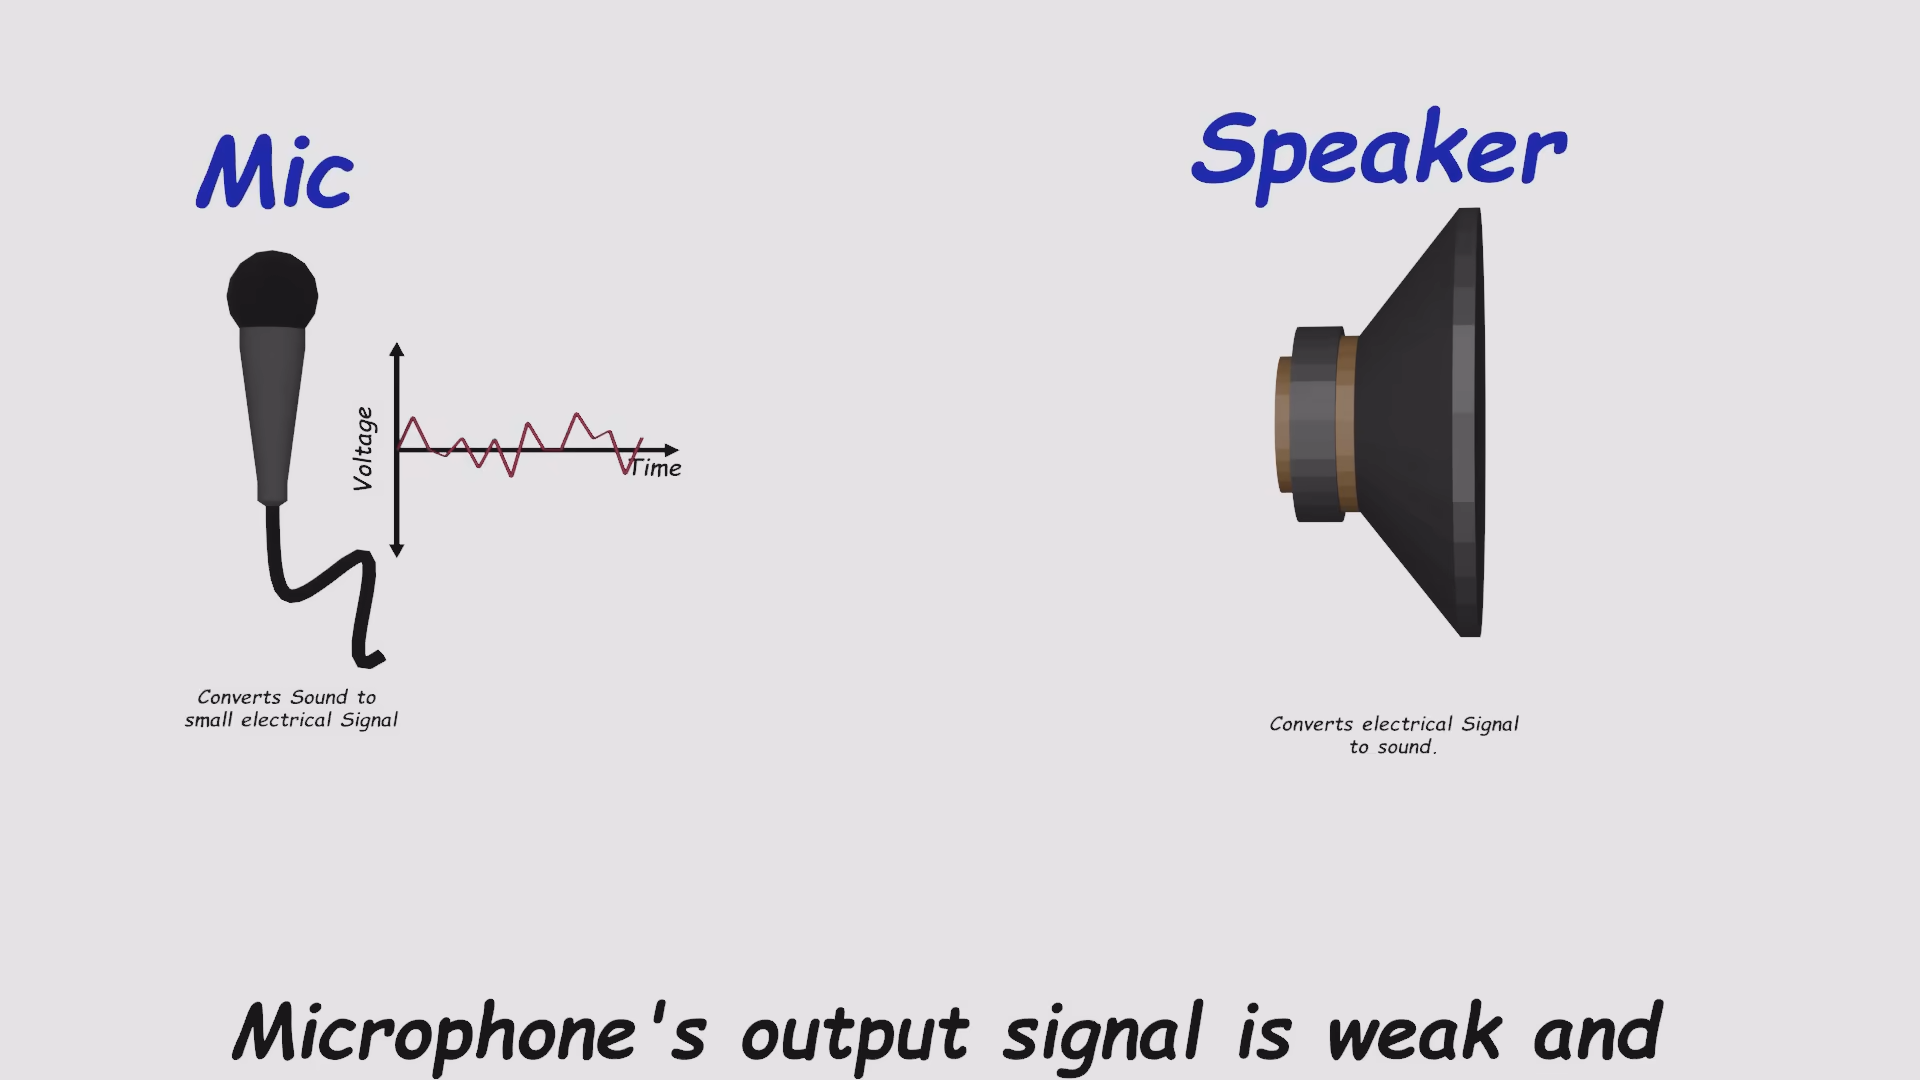 Mic
Speaker
Voltage
Time
Converts Sound to
small electrical Signal
Converts electrical Signal
to sound.
Microphone's output signal is weak and